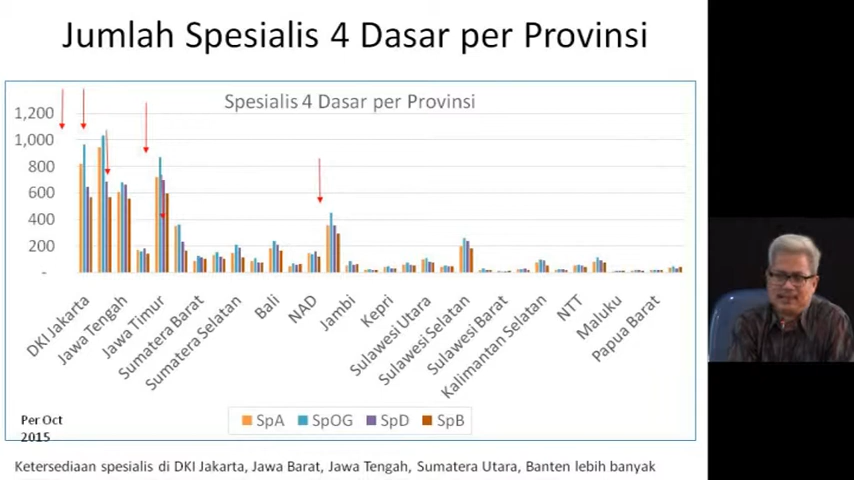 Jumlah Spesialis 4 Dasar per Provinsi
Spesialis 4 Dasar per Provinsi
1,200
1,000
800
600
400
200
-
DKI Jakarta
Jawa Tengah
Jawa Timur
Sumatera Barat
Sumatera Selatan
Bali
NAD
Jambi
Kepri
Sulawesi Utara
Sulawesi Selatan
Sulawesi Barat
Kalimantan Selatan
NTT
Maluku
Papua Barat
SpA SpOG SpD SpB
Per Oct
2015
Ketersediaan spesialis di DKI Jakarta, Jawa Barat, Jawa Tengah, Sumatera Utara, Banten lebih banyak